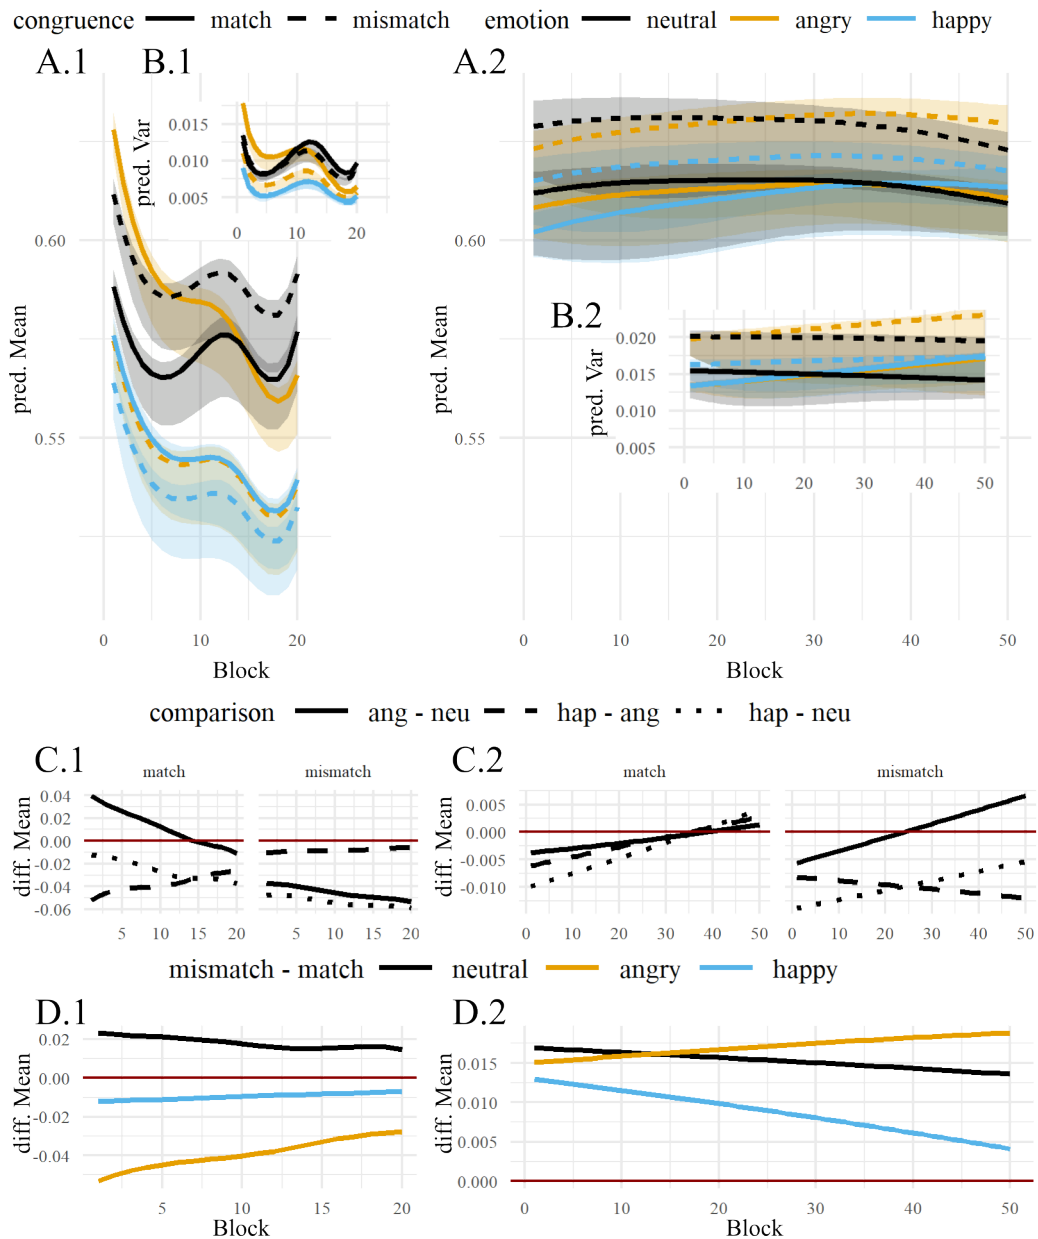 congruence match mismatch emotion neutral angry happy
A.1 B.1 A.2
pred. Var
0.015
0.010
0.005
0 10 20
pred. Mean
0.60
0.55
0 10 20
Block
pred. Mean
0.60
0.55
B.2
pred. Var
0.020
0.015
0.010
0.005
0 10 20 30 40 50
0 10 20 30 40 50
Block
comparison ang - neu hap - ang hap - neu
C.1
match mismatch
diff. Mean
0.04
0.02
0.00
-0.02
-0.04
-0.06
5 10 15 20 5 10 15 20
C.2
match mismatch
diff. Mean
0.005
0.000
-0.005
-0.010
0 10 20 30 40 50 0 10 20 30 40 50
mismatch - match neutral angry happy
D.1
diff. Mean
0.02
0.00
-0.02
-0.04
5 10 15 20
Block
D.2
diff. Mean
0.015
0.010
0.005
0.000
0 10 20 30 40 50
Block